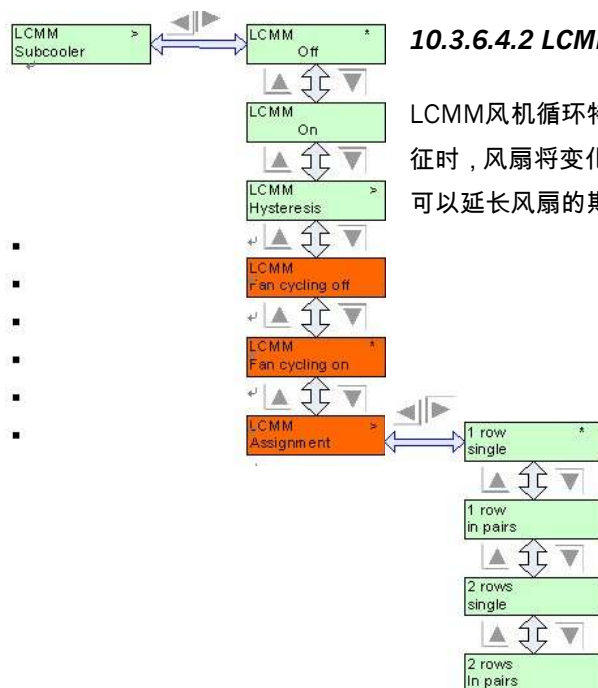 LCMM >
Subcooler
LCMM *
Off
LCMM
On
LCMM >
Hysteresis
LCMM
Fan cycling off
LCMM *
Fan cycling on
LCMM >
Assignment
1 row *
single
1 row
in pairs
2 rows
single
2 rows
In pairs
10.3.6.4.2 LCM
LCMM风机循环特
征时，风扇将变化
可以延长风扇的期